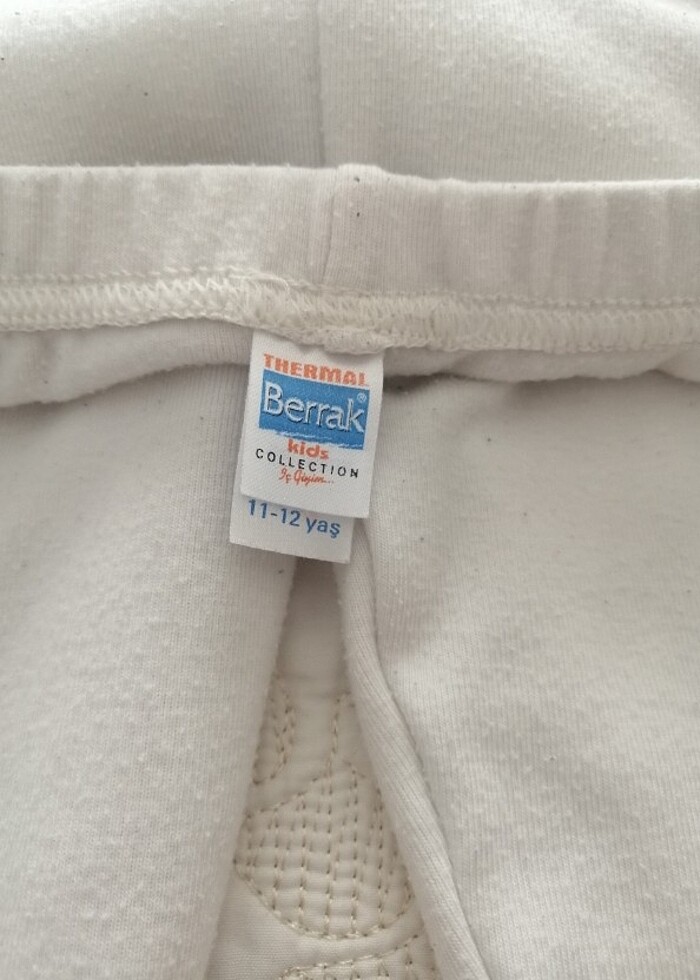 THERMAL
Berrak®
kids
COLLECTION
İç Giyim...
11-12 yaş